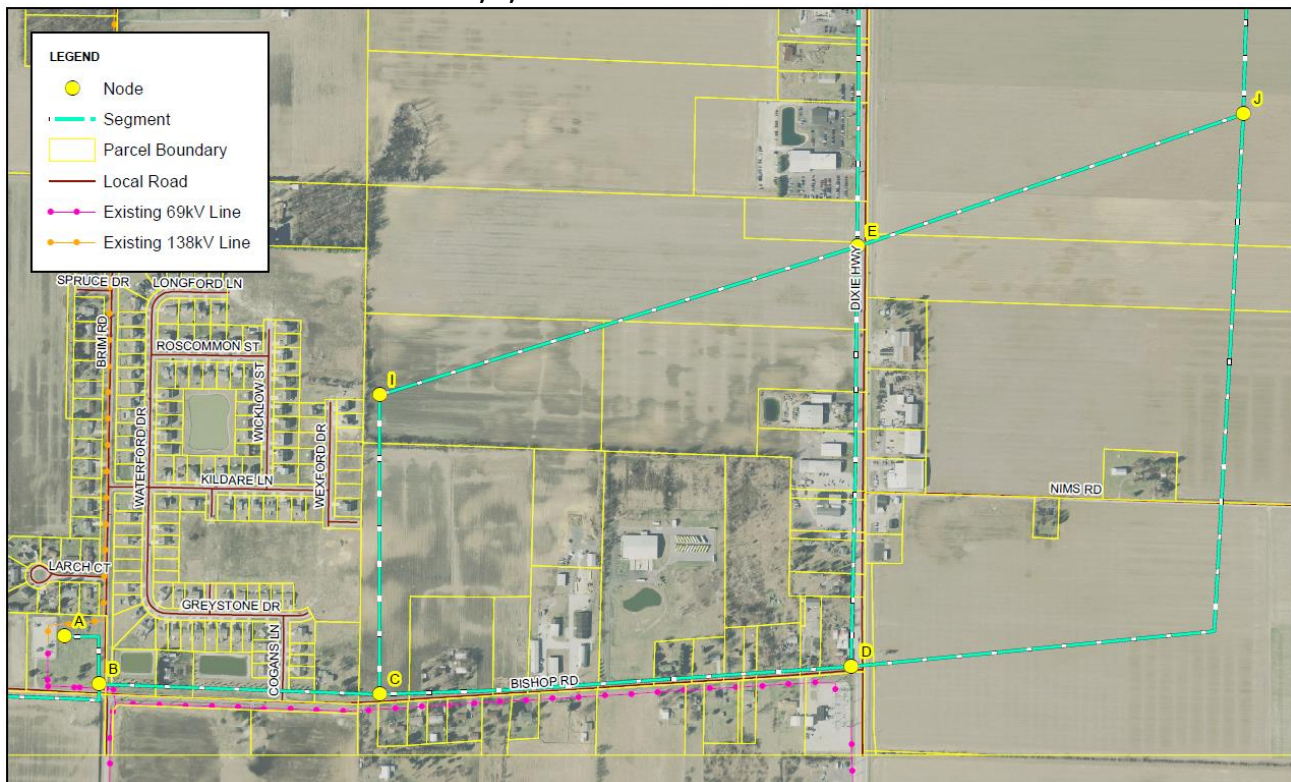 LEGEND
Node
Segment
Parcel Boundary
Local Road
Existing 69kV Line
Existing 138kV Line
J
E
DIXIE HWY
SPRUCE DR
LONGFORD LN
BRIM RD
ROSCOMMON ST
WICKLOW ST
WATERFORD DR
WEXFORD DR
I
KILDARE LN
NIMS RD
LARCH CT
GREYSTONE DR
COGANS LN
A
B
C
BISHOP RD
D